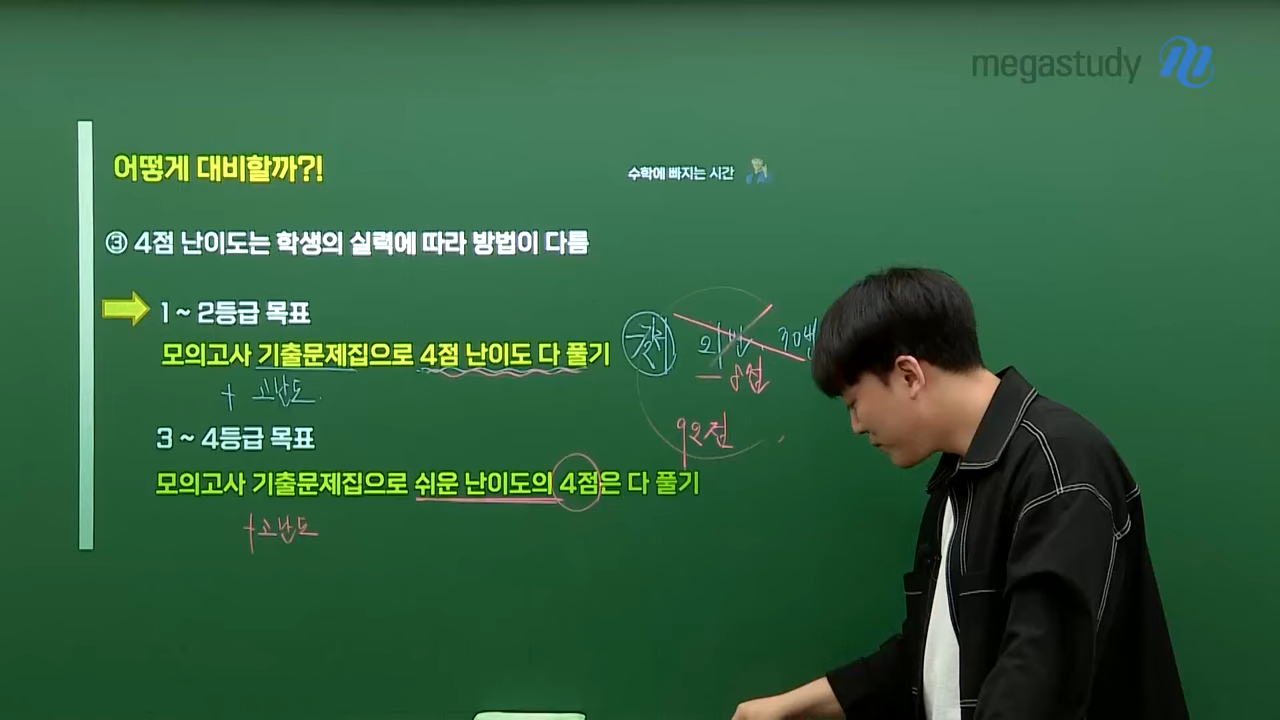 megastudy
어떻게 대비할까?!
수학에 빠지는 시간
③ 4점 난이도는 학생의 실력에 따라 방법이 다름
1 ~ 2등급 목표
모의고사 기출문제집으로 4점 난이도 다 풀기
+ 고난도
30번
- 8점
92점
3 ~ 4등급 목표
모의고사 기출문제집으로 쉬운 난이도의 4점은 다 풀기
+고난도